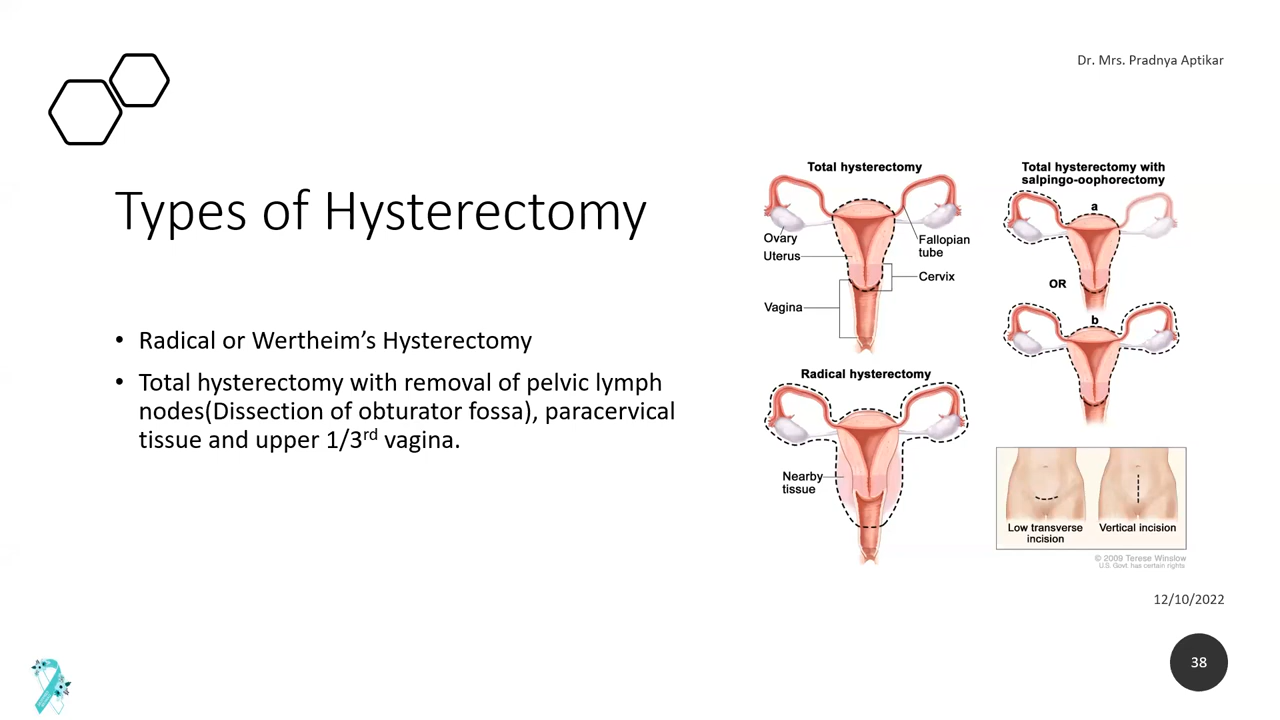 Dr. Mrs. Pradnya Aptikar
Types of Hysterectomy
• Radical or Wertheim’s Hysterectomy
• Total hysterectomy with removal of pelvic lymph
nodes(Dissection of obturator fossa), paracervical
tissue and upper 1/3rd vagina.
Total hysterectomy
Ovary
Uterus
Fallopian
tube
Cervix
Vagina
Total hysterectomy with
salpingo-oophorectomy
a
OR
b
Radical hysterectomy
Nearby
tissue
Low transverse
incision
Vertical incision
© 2009 Terese Winslow
U.S. Govt. has certain rights
12/10/2022
38